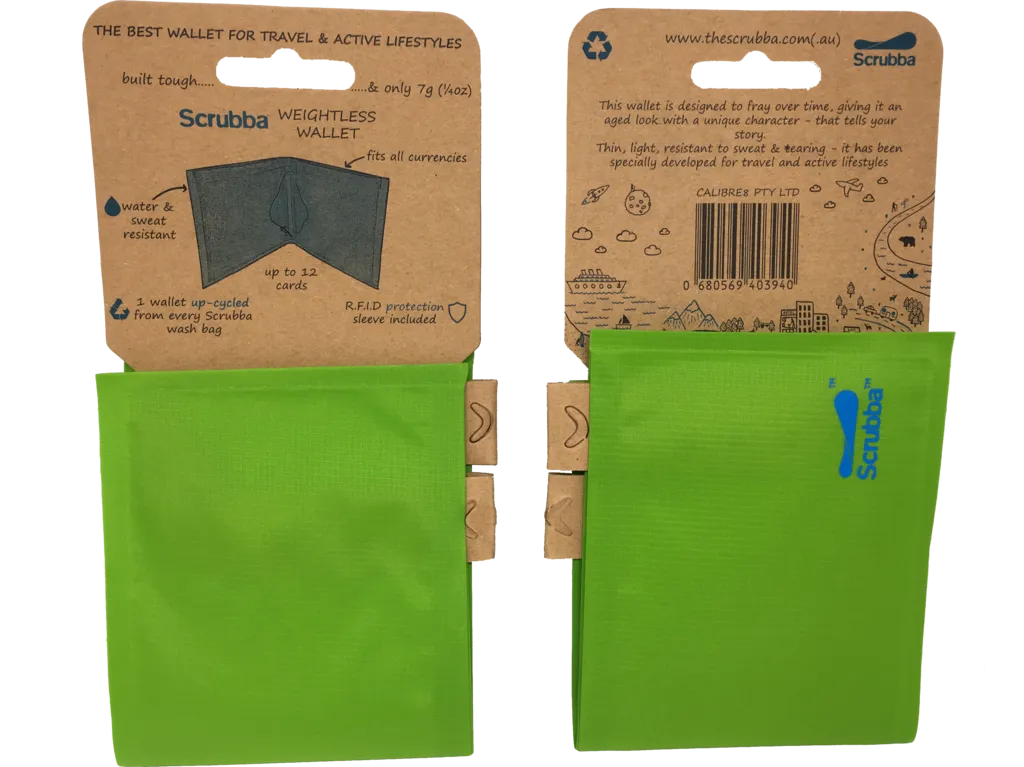 THE BEST WALLET FOR TRAVEL & ACTIVE LIFESTYLES
built tough.....
.....& only 7g (¼oz)
Scrubba WEIGHTLESS
WALLET
fits all currencies
water &
sweat
resistant
up to 12
cards
1 wallet up-cycled
from every Scrubba
wash bag
R.F.I.D protection
sleeve included
www.thescrubba.com(.au)
Scrubba
This wallet is designed to fray over time, giving it an
aged look with a unique character - that tells your
story.
Thin, light, resistant to sweat & tearing - it has been
specially developed for travel and active lifestyles
CALIBRE8 PTY LTD
0 680569 403940
Scrubba™
™